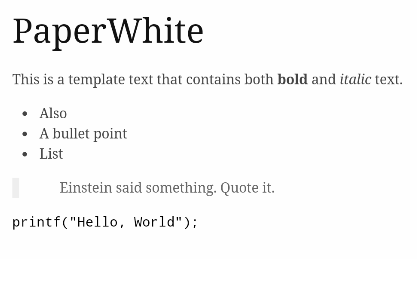 PaperWhite
This is a template text that contains both bold and italic text.
Also
A bullet point
List
Einstein said something. Quote it.
printf("Hello, World");